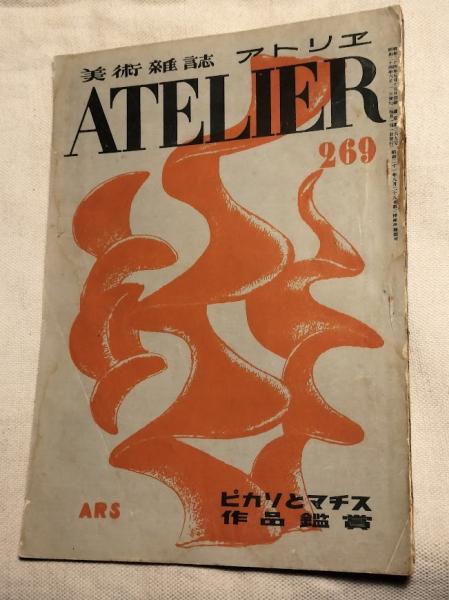 美術雑誌 アトリヱ
ATELIER
269
ARS
ピカソとマチス
作品鑑賞